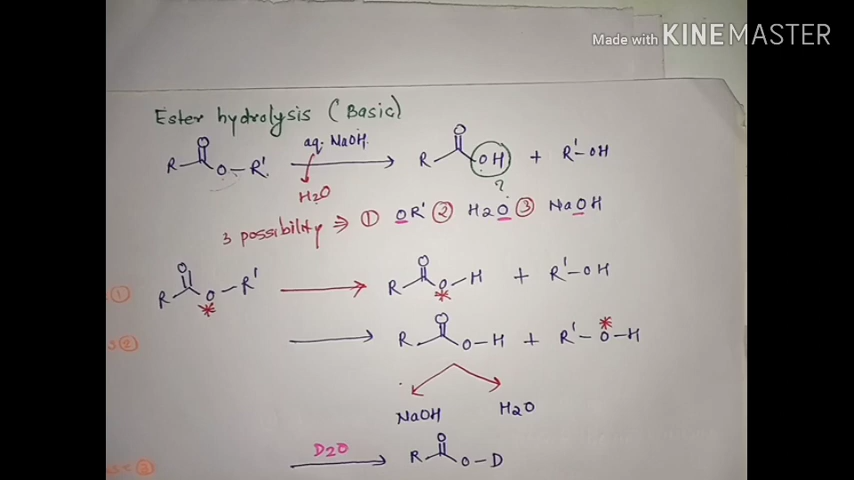 Made with KINEMASTER
Ester hydrolysis (Basic)
R O O-R' aq. NaOH R O OH + R'-OH
H2O ?
3 possibility ⇒ ① OR' ② H2O ③ NaOH
① R O O-R' * R O O-H * + R'-OH
② R O O-H + R'-O-H *
NaOH H2O
D2O R O O-D